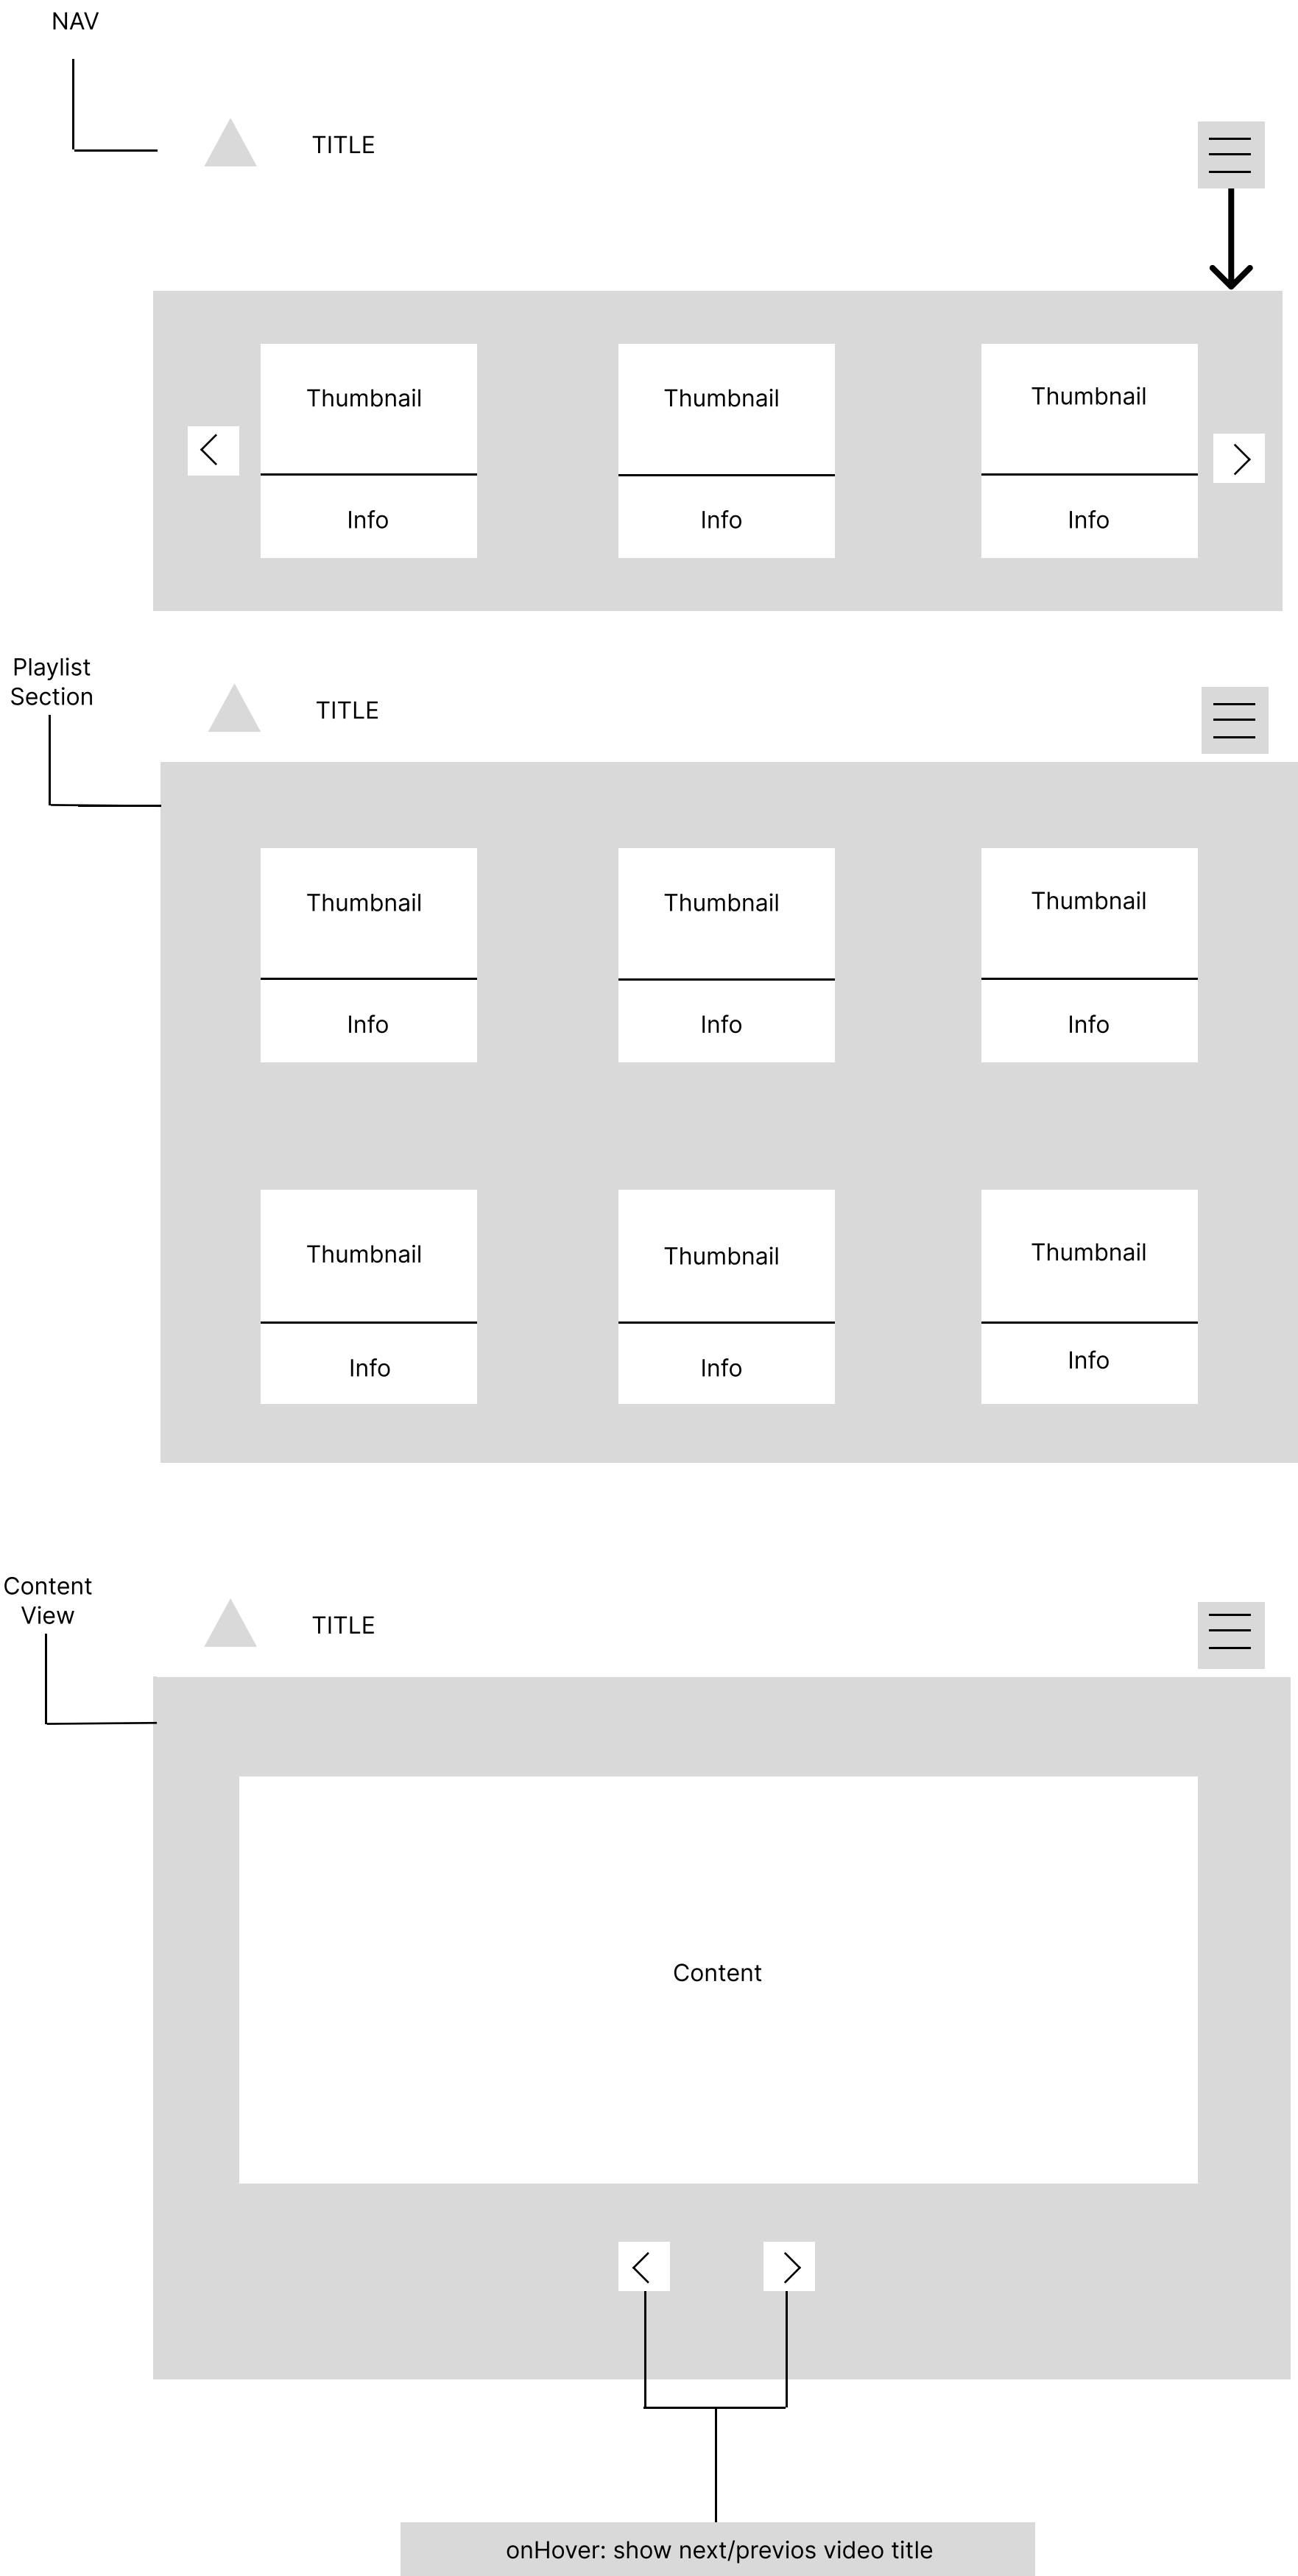 NAV
TITLE
Thumbnail
Thumbnail
Thumbnail
Info
Info
Info
Playlist
Section
TITLE
Thumbnail
Thumbnail
Thumbnail
Info
Info
Info
Thumbnail
Thumbnail
Thumbnail
Info
Info
Info
Content
View
TITLE
Content
onHover: show next/previos video title